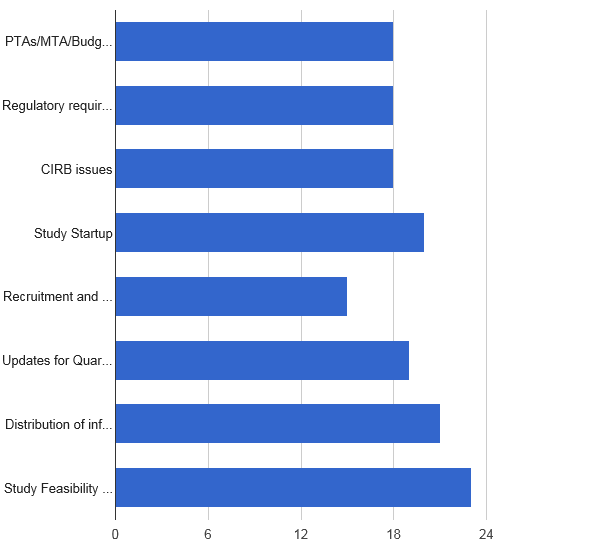 PTAs/MTA/Budg...
Regulatory requir...
CIRB issues
Study Startup
Recruitment and ...
Updates for Quar...
Distribution of inf...
Study Feasibility ...
0 6 12 18 24